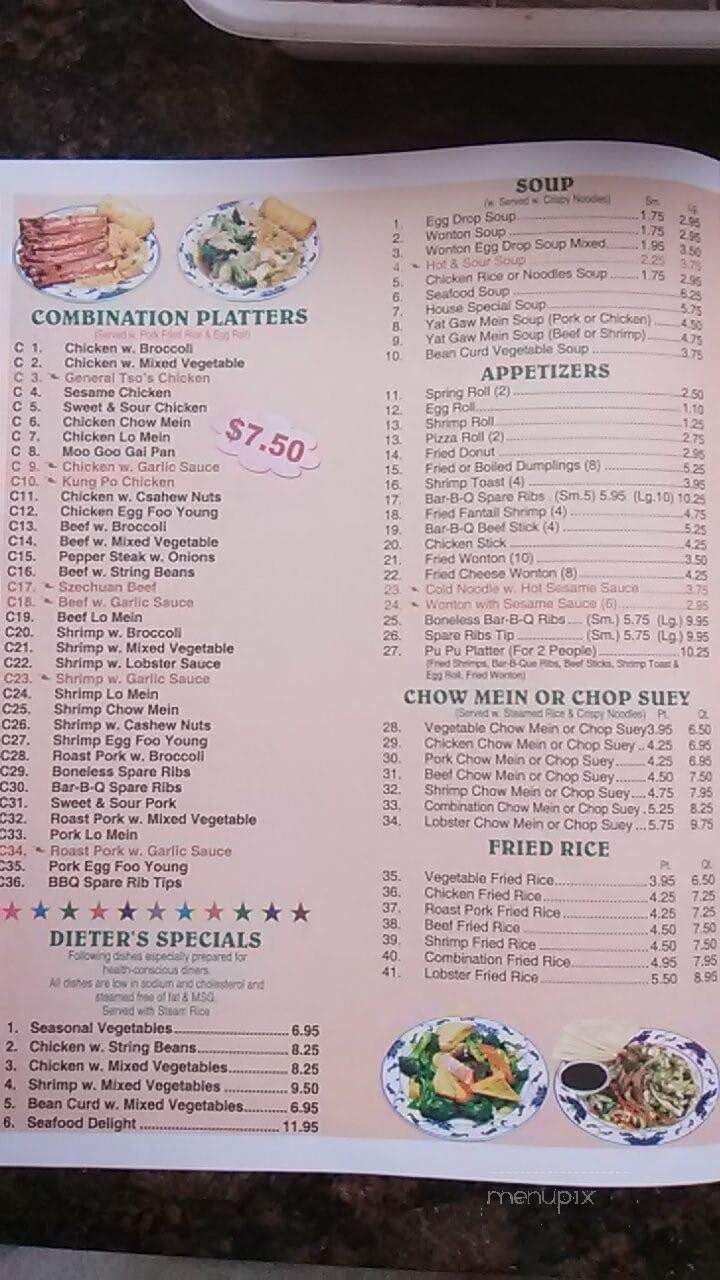 COMBINATION PLATTERS
(Served w. Pork Fried Rice & Egg Roll)
C 1. Chicken w. Broccoli
C 2. Chicken w. Mixed Vegetable
C 3. General Tso's Chicken
C 4. Sesame Chicken
C 5. Sweet & Sour Chicken
C 6. Chicken Chow Mein
C 7. Chicken Lo Mein
C 8. Moo Goo Gai Pan
C 9. Chicken w. Garlic Sauce
C10. Kung Po Chicken
C11. Chicken w. Csahew Nuts
C12. Chicken Egg Foo Young
C13. Beef w. Broccoli
C14. Beef w. Mixed Vegetable
C15. Pepper Steak w. Onions
C16. Beef w. String Beans
C17. Szechuan Beef
C18. Beef w. Garlic Sauce
C19. Beef Lo Mein
C20. Shrimp w. Broccoli
C21. Shrimp w. Mixed Vegetable
C22. Shrimp w. Lobster Sauce
C23. Shrimp w. Garlic Sauce
C24. Shrimp Lo Mein
C25. Shrimp Chow Mein
C26. Shrimp w. Cashew Nuts
C27. Shrimp Egg Foo Young
C28. Roast Pork w. Broccoli
C29. Boneless Spare Ribs
C30. Bar-B-Q Spare Ribs
C31. Sweet & Sour Pork
C32. Roast Pork w. Mixed Vegetable
C33. Pork Lo Mein
C34. Roast Pork w. Garlic Sauce
C35. Pork Egg Foo Young
C36. BBQ Spare Rib Tips
$7.50
DIETER'S SPECIALS
Following dishes especially prepared for
health-conscious diners.
All dishes are low in sodium and cholesterol and
steamed free of fat & MSG.
Served with Steam Rice
1. Seasonal Vegetables 6.95
2. Chicken w. String Beans 8.25
3. Chicken w. Mixed Vegetables 8.25
4. Shrimp w. Mixed Vegetables 9.50
5. Bean Curd w. Mixed Vegetables 6.95
6. Seafood Delight 11.95
SOUP
(w. Served w. Crispy Noodles) Sm. Lg.
1. Egg Drop Soup 1.75 2.95
2. Wonton Soup 1.75 2.95
3. Wonton Egg Drop Soup Mixed 1.95 3.50
4. Hot & Sour Soup 2.25 3.75
5. Chicken Rice or Noodles Soup 1.75 2.95
6. Seafood Soup 6.25
7. House Special Soup 5.75
8. Yat Gaw Mein Soup (Pork or Chicken) 4.50
9. Yat Gaw Mein Soup (Beef or Shrimp) 4.75
10. Bean Curd Vegetable Soup 3.75
APPETIZERS
11. Spring Roll (2) 2.50
12. Egg Roll 1.10
13. Shrimp Roll 1.25
13. Pizza Roll (2) 2.75
14. Fried Donut 2.95
15. Fried or Boiled Dumplings (8) 5.25
16. Shrimp Toast (4) 3.95
17. Bar-B-Q Spare Ribs (Sm.5) 5.95 (Lg.10) 10.25
18. Fried Fantail Shrimp (4) 4.75
19. Bar-B-Q Beef Stick (4) 5.25
20. Chicken Stick 4.25
21. Fried Wonton (10) 3.50
22. Fried Cheese Wonton (8) 4.25
23. Cold Noodle w. Hot Sesame Sauce 3.75
24. Wonton with Sesame Sauce (6) 2.95
25. Boneless Bar-B-Q Ribs (Sm.) 5.75 (Lg.) 9.95
26. Spare Ribs Tip (Sm.) 5.75 (Lg.) 9.95
27. Pu Pu Platter (For 2 People) 10.25
(Fried Shrimps, Bar-B-Que Ribs, Beef Sticks, Shrimp Toast &
Egg Roll, Fried Wonton)
CHOW MEIN OR CHOP SUEY
(Served w. Steamed Rice & Crispy Noodles) Pt. Qt.
28. Vegetable Chow Mein or Chop Suey 3.95 6.50
29. Chicken Chow Mein or Chop Suey 4.25 6.95
30. Pork Chow Mein or Chop Suey 4.25 6.95
31. Beef Chow Mein or Chop Suey 4.50 7.50
32. Shrimp Chow Mein or Chop Suey 4.75 7.95
33. Combination Chow Mein or Chop Suey 5.25 8.25
34. Lobster Chow Mein or Chop Suey 5.75 9.75
FRIED RICE
Pt. Qt.
35. Vegetable Fried Rice 3.95 6.50
36. Chicken Fried Rice 4.25 7.25
37. Roast Pork Fried Rice 4.25 7.25
38. Beef Fried Rice 4.50 7.50
39. Shrimp Fried Rice 4.50 7.50
40. Combination Fried Rice 4.95 7.95
41. Lobster Fried Rice 5.50 8.95
menupix